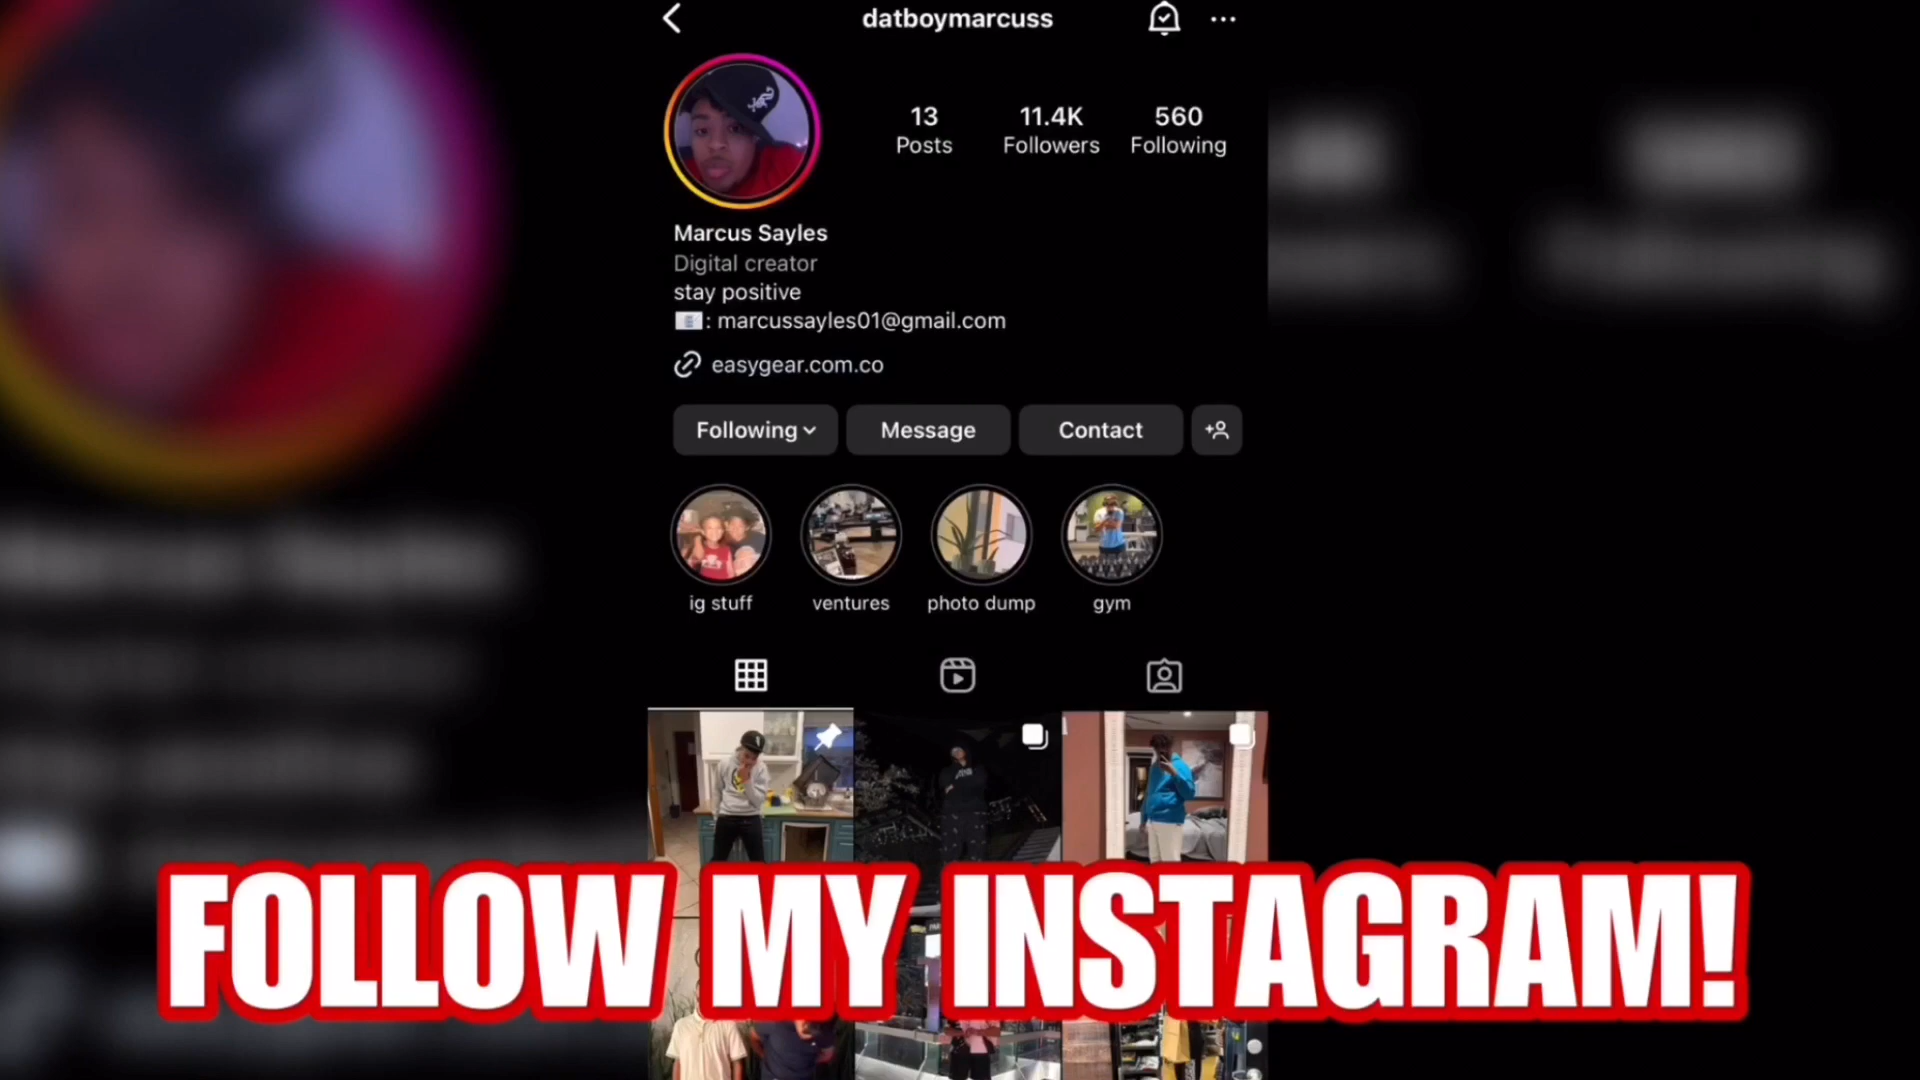 datboymarcuss
13 11.4K 560
Posts Followers Following
Marcus Sayles
Digital creator
stay positive
: marcussayles01@gmail.com
easygear.com.co
Following Message Contact
ig stuff ventures photo dump gym
FOLLOW MY INSTAGRAM!